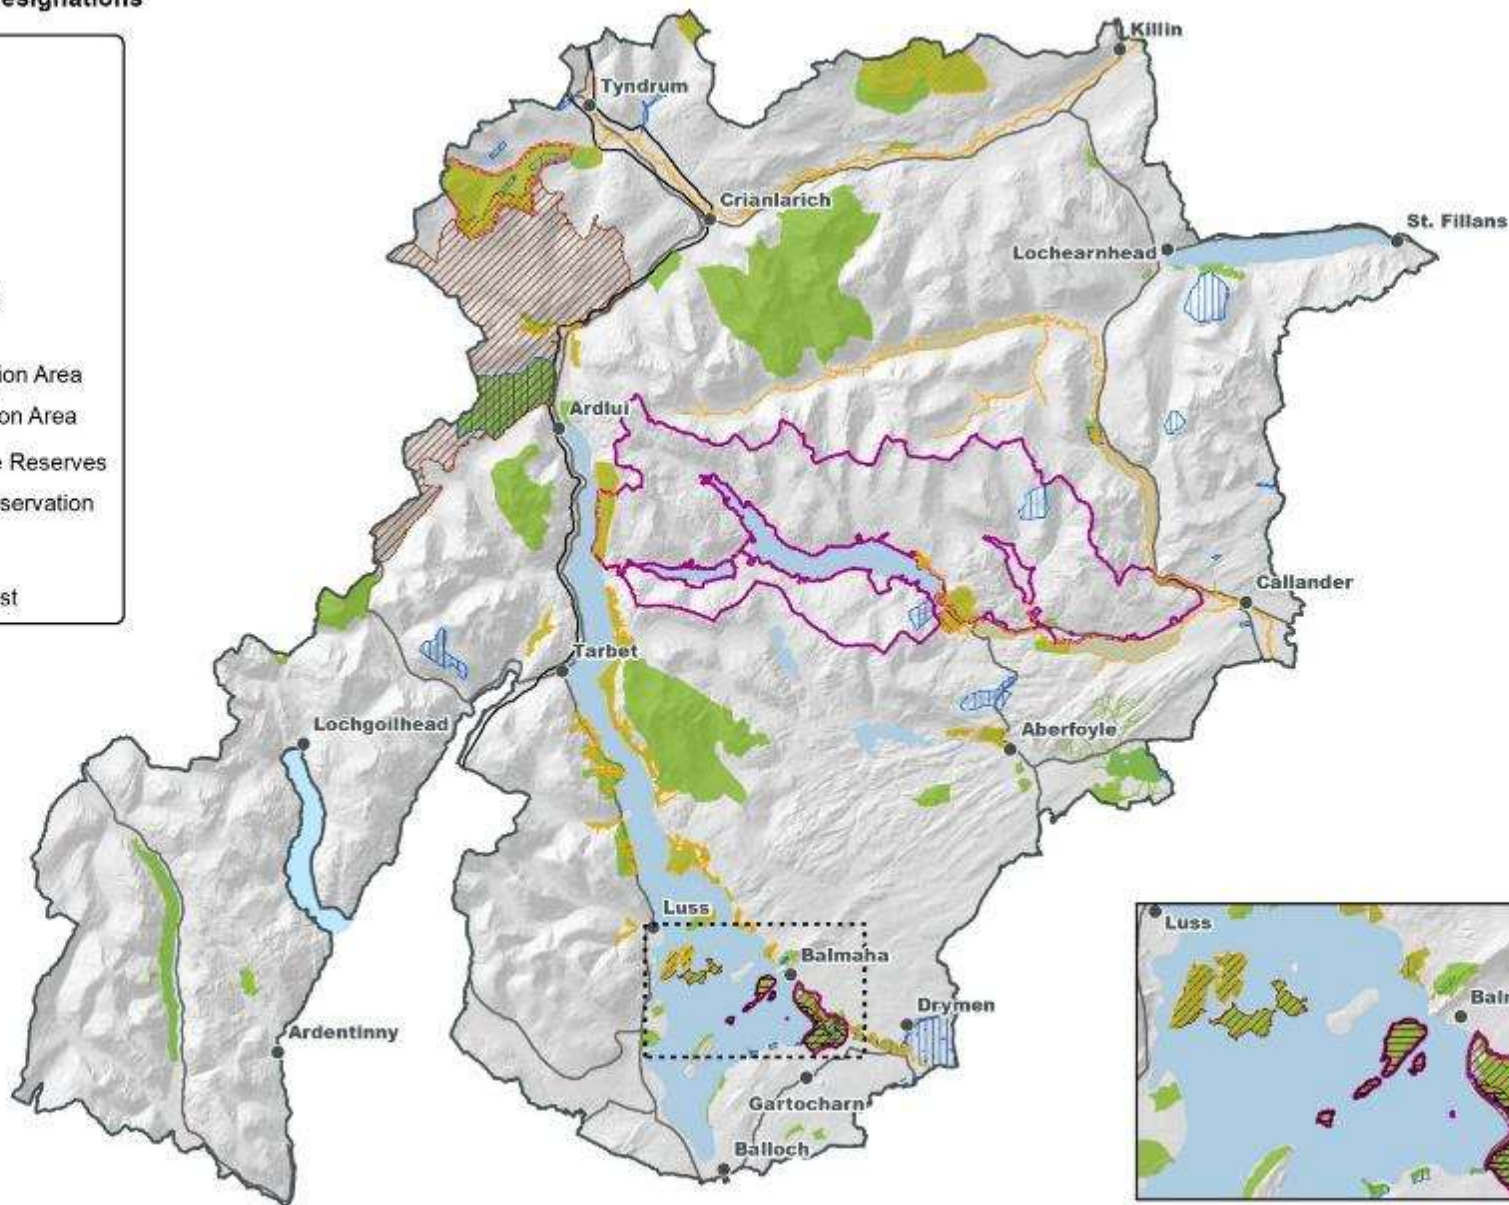 esignations
ion Area
on Area
e Reserves
servation
st
Killin
Tyndrum
Crianlarich
St. Fillans
Lochearnhead
Ardlui
Callander
Tarbet
Lochgoilhead
Aberfoyle
Luss
Balmaha
Drymen
Ardentinny
Gartocharn
Balloch
Luss
Baln